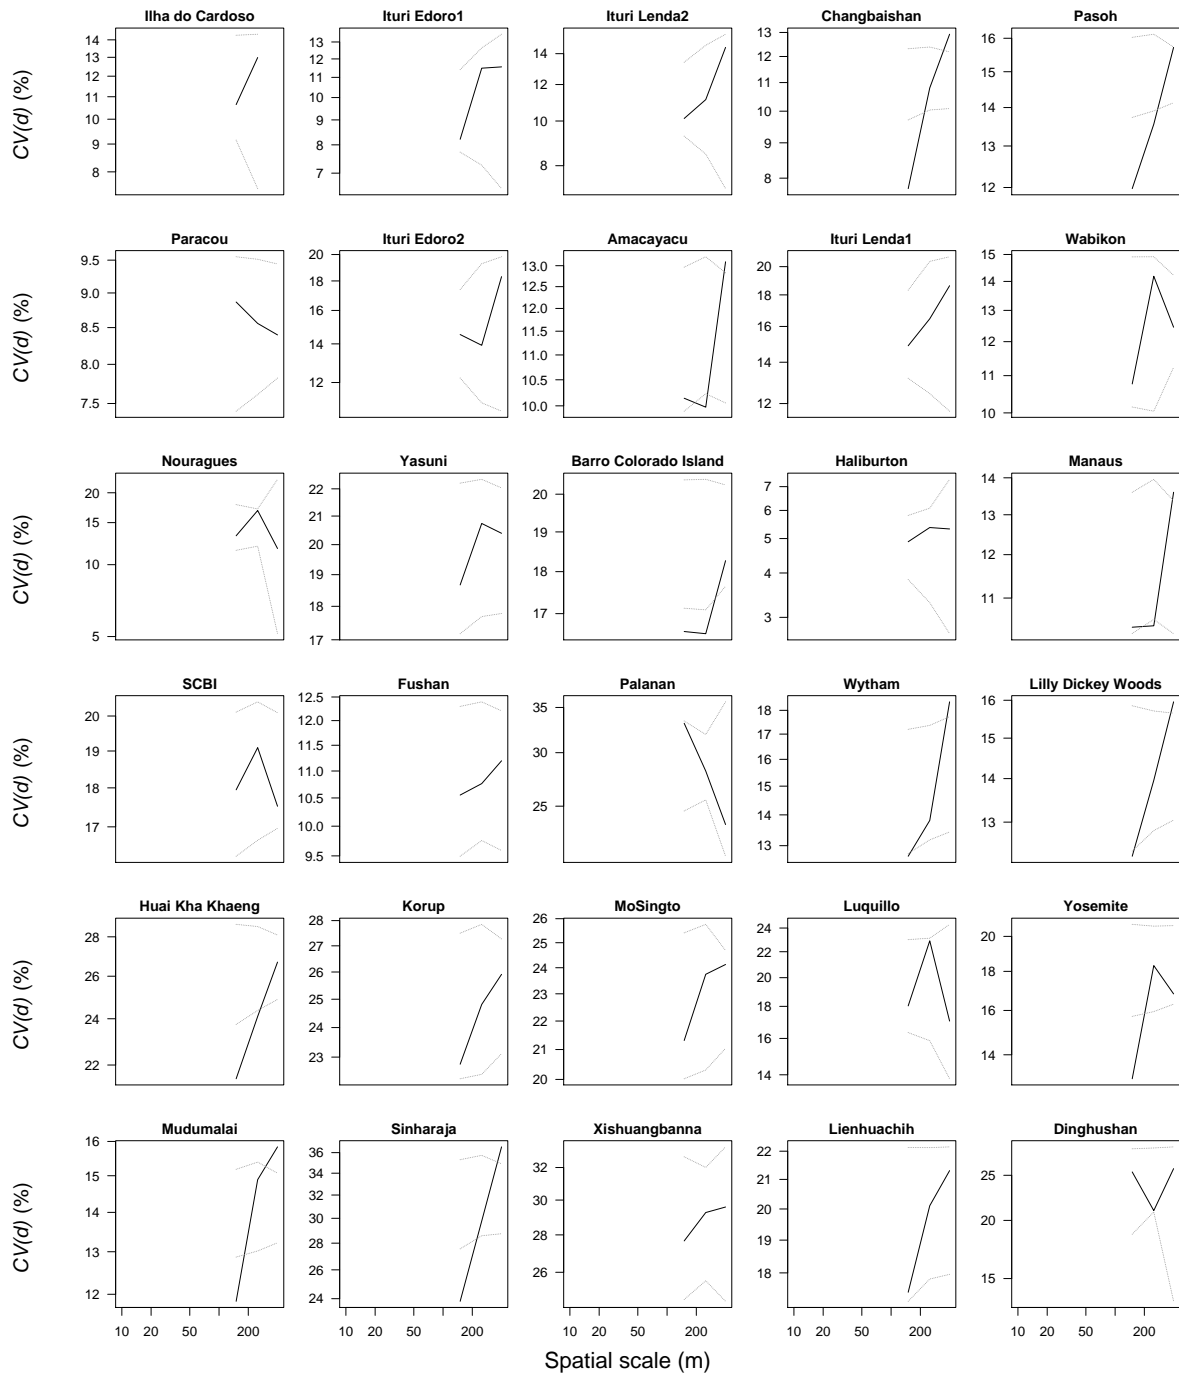 Ilha do Cardoso Ituri Edoro1 Ituri Lenda2 Changbaishan Pasoh
CV(d) (%)
14 13 12 11 10 9 8
13 12 11 10 9 8 7
14 12 10 8
13 12 11 10 9 8
16 15 14 13 12
Paracou Ituri Edoro2 Amacayacu Ituri Lenda1 Wabikon
CV(d) (%)
9.5 9.0 8.5 8.0 7.5
20 18 16 14 12
13.0 12.5 12.0 11.5 11.0 10.5 10.0
20 18 16 14 12
15 14 13 12 11 10
Nouragues Yasuni Barro Colorado Island Haliburton Manaus
CV(d) (%)
20 15 10 5
22 21 20 19 18 17
20 19 18 17
7 6 5 4 3
14 13 12 11
SCBI Fushan Palanan Wytham Lilly Dickey Woods
CV(d) (%)
20 19 18 17
12.5 12.0 11.5 11.0 10.5 10.0 9.5
35 30 25
18 17 16 15 14 13
16 15 14 13
Huai Kha Khaeng Korup MoSingto Luquillo Yosemite
CV(d) (%)
28 26 24 22
28 27 26 25 24 23
26 25 24 23 22 21 20
24 22 20 18 16 14
20 18 16 14
Mudumalai Sinharaja Xishuangbanna Lienhuachih Dinghushan
CV(d) (%)
16 15 14 13 12
36 34 32 30 28 26 24
32 30 28 26
22 21 20 19 18
25 20 15
10 20 50 200 10 20 50 200 10 20 50 200 10 20 50 200 10 20 50 200
Spatial scale (m)